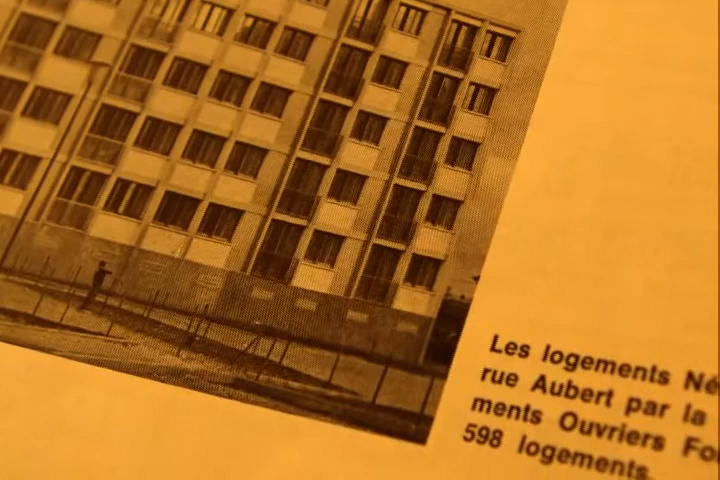 Les logements Né
rue Aubert par la
ments Ouvriers Fo
598 logements.